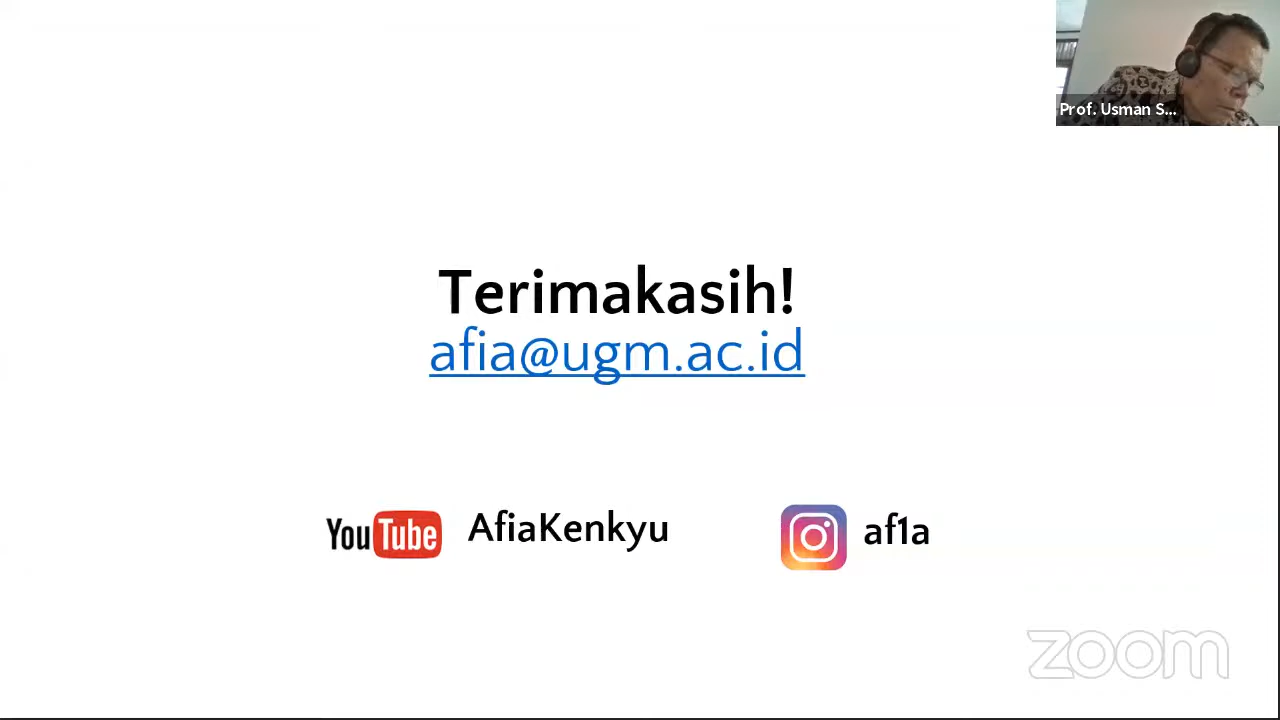 Prof. Usman S...
Terimakasih!
afia@ugm.ac.id
YouTube AfiaKenkyu
af1a
zoom